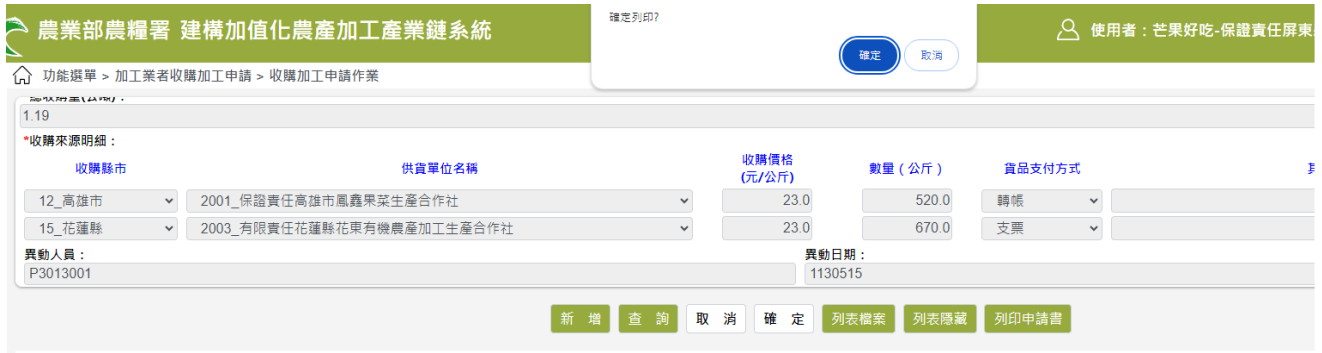 農業部農糧署 建構加值化農產加工產業鏈系統
確定列印?
確定
取消
使用者：芒果好吃-保證責任屏東
功能選單 > 加工業者收購加工申請 > 收購加工申請作業
1.19
*收購來源明細：
收購縣市
供貨單位名稱
收購價格
(元/公斤)
數量（公斤）
貨品支付方式
12_高雄市
2001_保證責任高雄市鳳鑫果菜生產合作社
23.0
520.0
轉帳
15_花蓮縣
2003_有限責任花蓮縣花東有機農產加工生產合作社
23.0
670.0
支票
異動人員：
異動日期：
P3013001
1130515
新 增
查 詢
取 消
確 定
列表檔案
列表隱藏
列印申請書